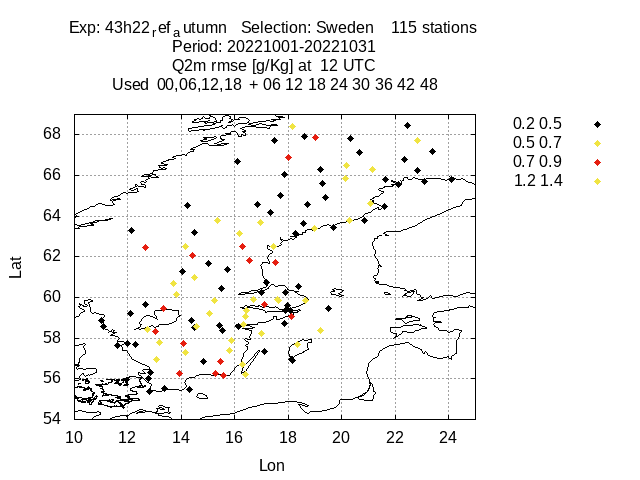 Exp: 43h22refautumn Selection: Sweden 115 stations
Period: 20221001-20221031
Q2m rmse [g/Kg] at 12 UTC
Used 00,06,12,18 + 06 12 18 24 30 36 42 48
0.2 0.5
0.5 0.7
0.7 0.9
1.2 1.4
68
66
64
62
60
58
56
54
Lat
10 12 14 16 18 20 22 24
Lon